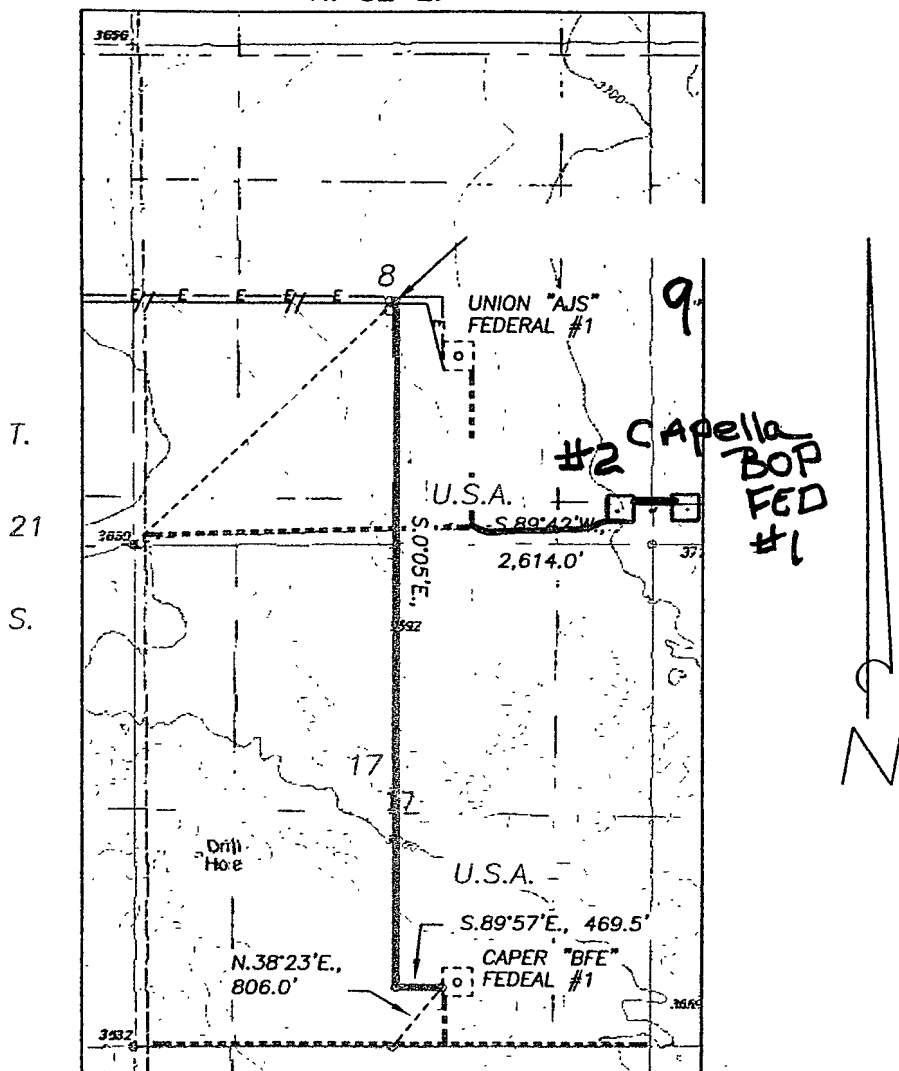 3656
3700
8
9
UNION "AJS"
FEDERAL #1
E
E
E
E
E
T.
21
S.
#2 CApella
BOP
FED
#1
U.S.A.
S.89°42'W.,
2,614.0'
3650
S.0°05'E.,
17
17
Drill
Hole
U.S.A.
S.89°57'E., 469.5'
CAPER "BFE"
FEDEAL #1
N.38°23'E.,
806.0'
3632
N